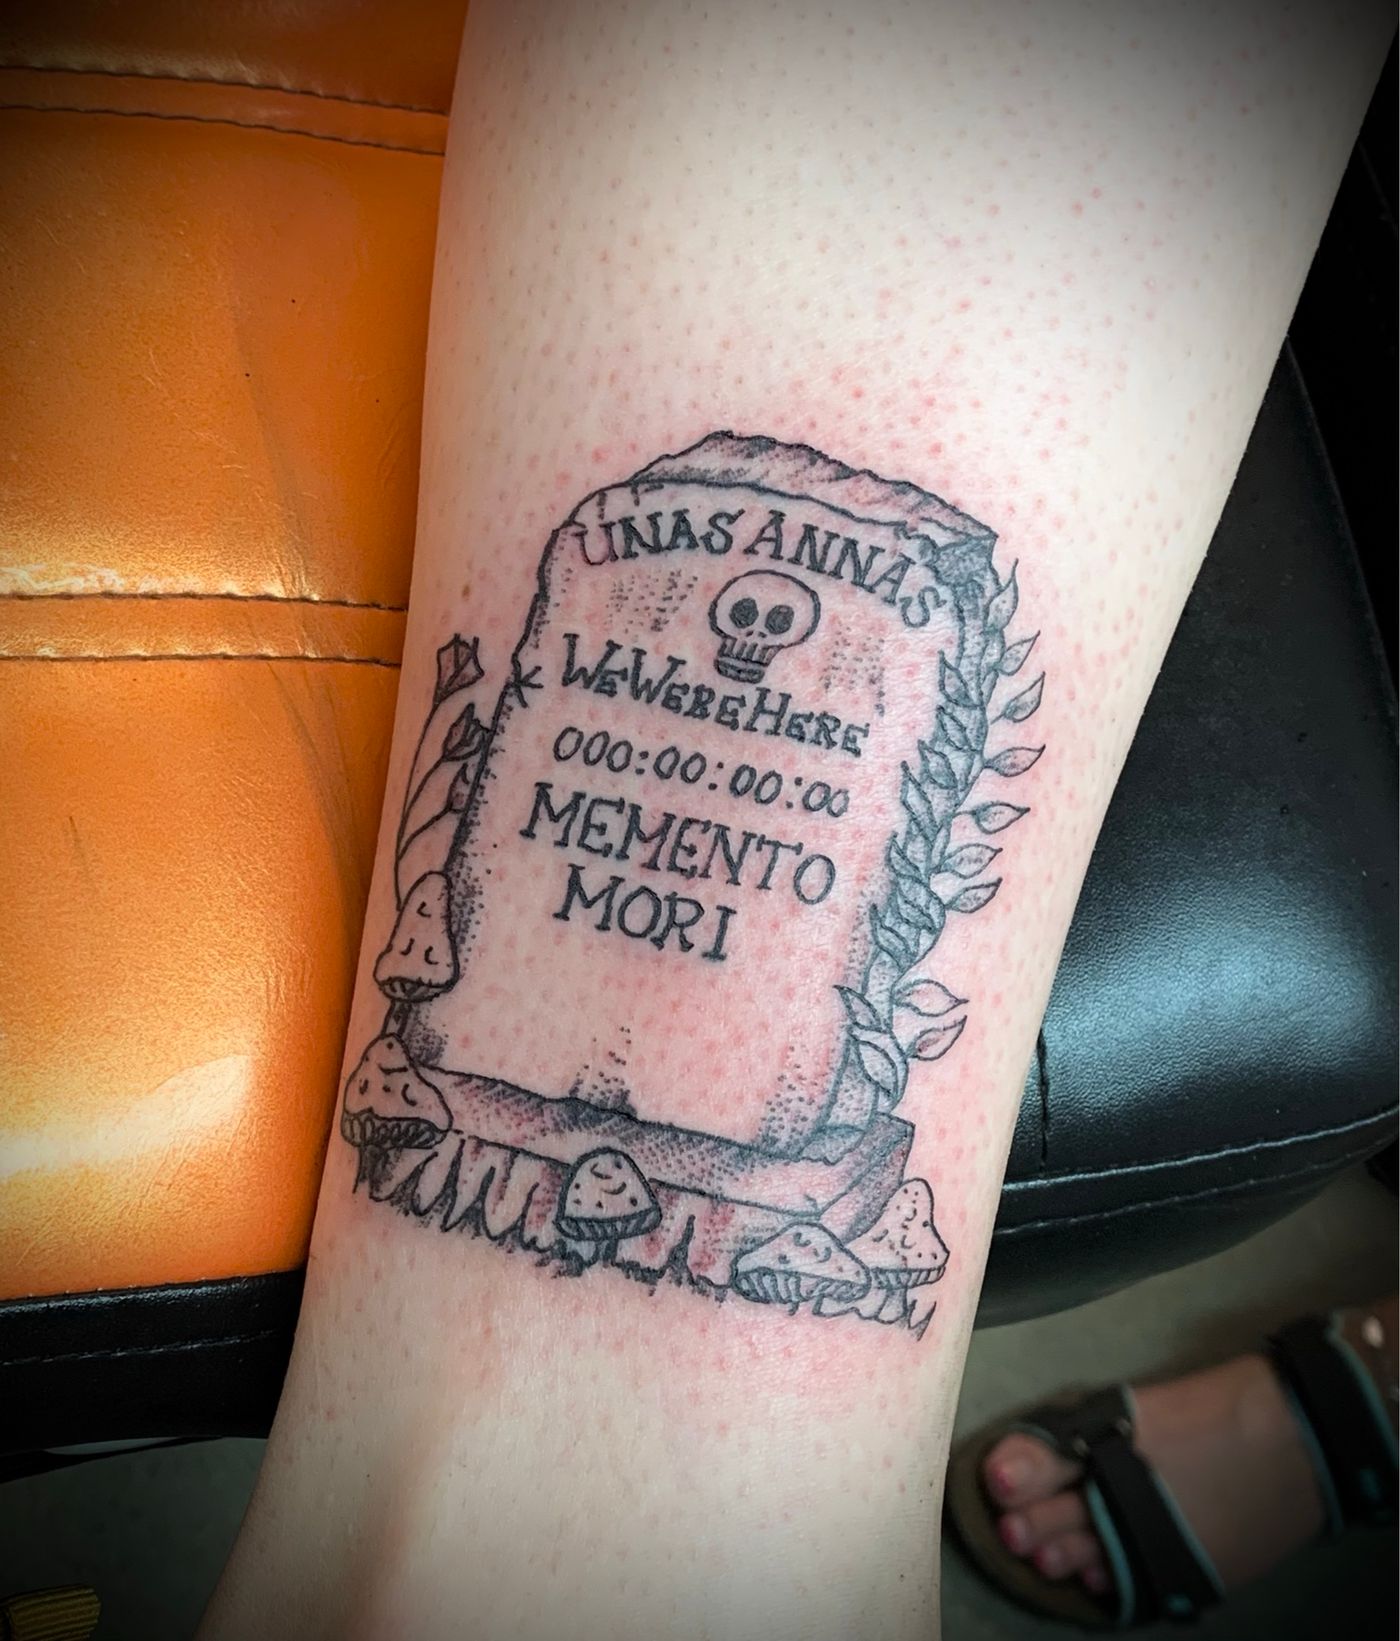 UNAS ANNAS
WEWEREHERE
000:00:00:00
MEMENTO
MORI